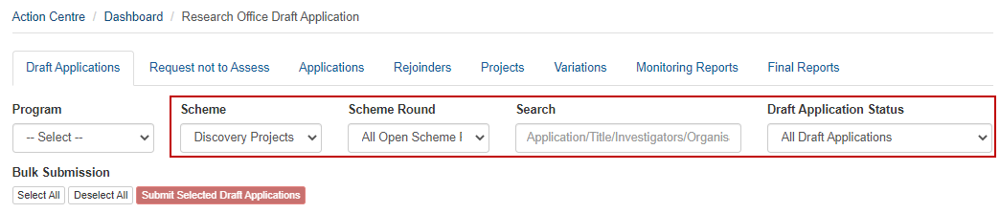 Action Centre / Dashboard / Research Office Draft Application
Draft Applications Request not to Assess Applications Rejoinders Projects Variations Monitoring Reports Final Reports
Program Scheme Scheme Round Search Draft Application Status
-- Select -- Discovery Projects All Open Scheme Application/Title/Investigators/Organis All Draft Applications
Bulk Submission
Select All Deselect All Submit Selected Draft Applications